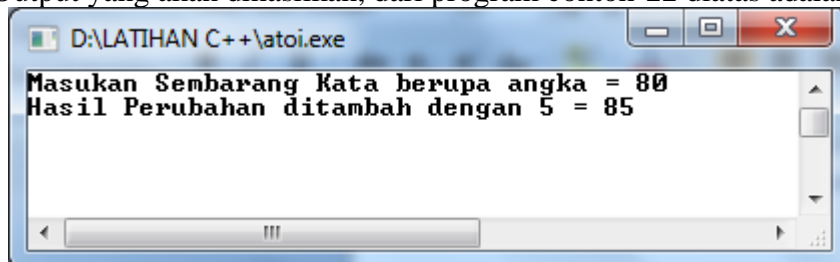 Output yang akan dihasilkan, dari program contoh-12 diatas adalah
D:\LATIHAN C++\atoi.exe
Masukan Sembarang Kata berupa angka = 80
Hasil Perubahan ditambah dengan 5 = 85